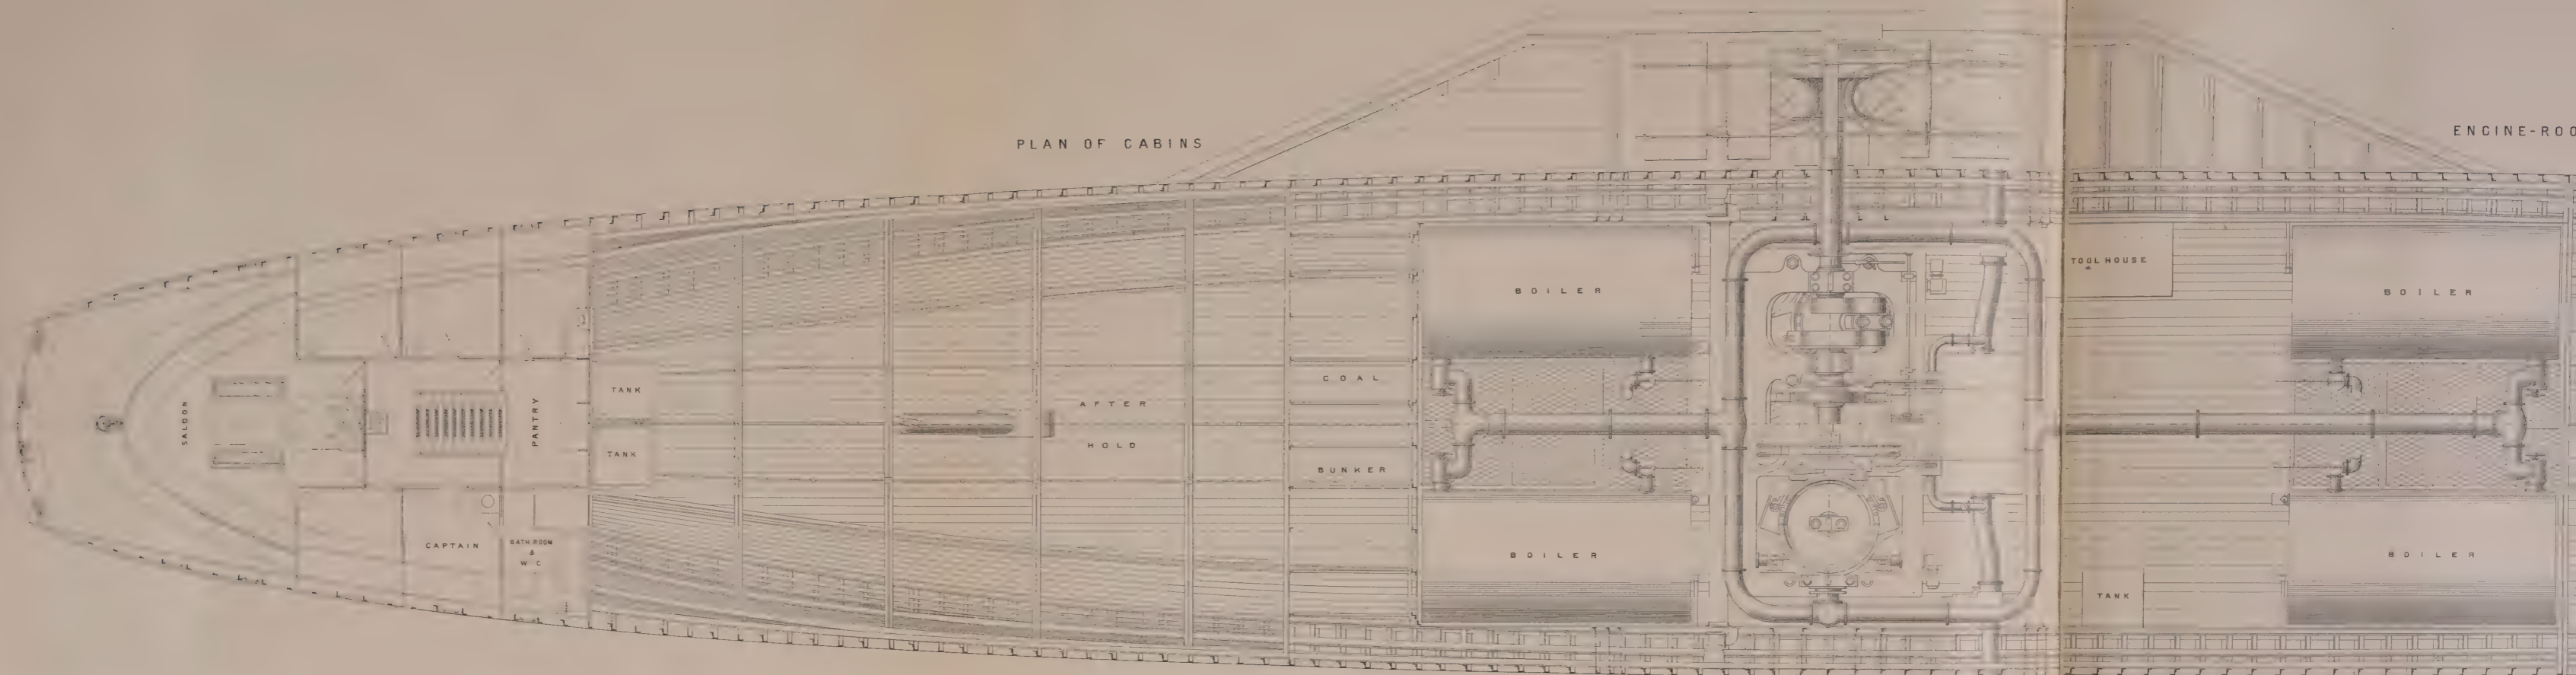 PLAN OF CABINS
ENGINE-ROO
SALOON
PANTRY
TANK
TANK
CAPTAIN
BATH ROOM
&
W C
AFTER
HOLD
COAL
BUNKER
BOILER
BOILER
TOOL HOUSE
TANK
BOILER
BOILER